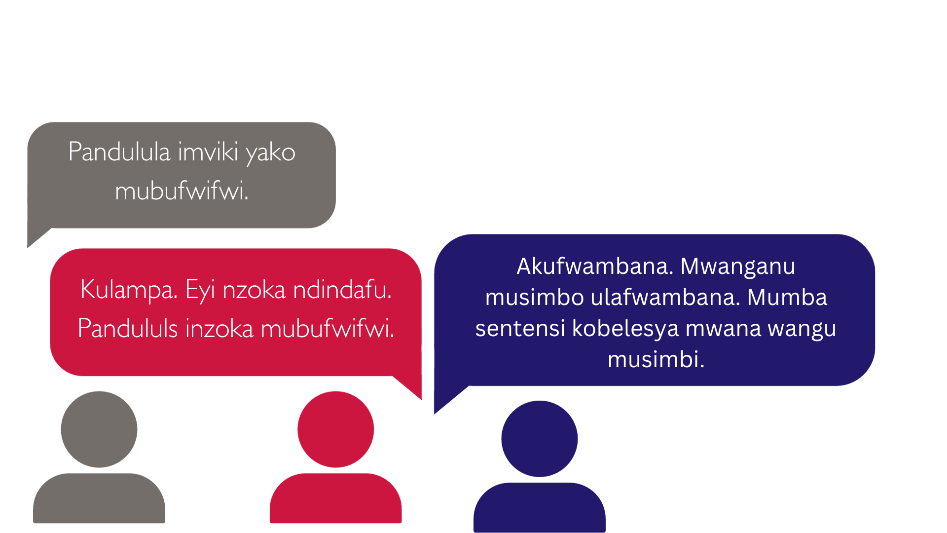 Pandulula imviki yako
mubufwifwi.
Kulampa. Eyi nzoka ndindafu.
Pandululs inzoka mubufwifwi.
Akufwambana. Mwanganu
musimbo ulafwambana. Mumba
sentensi kobelesya mwana wangu
musimbi.